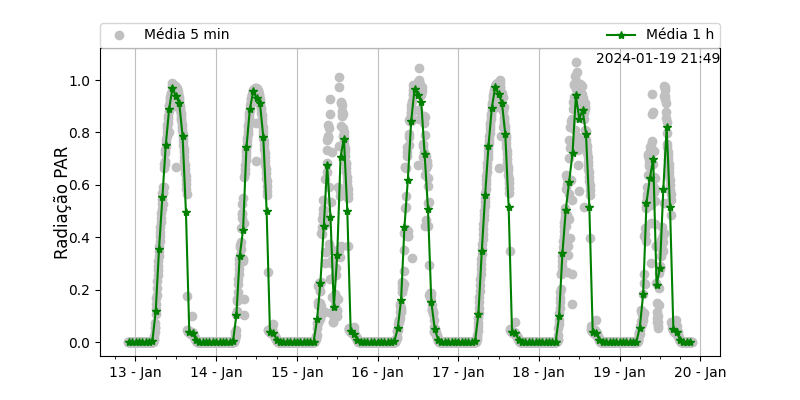 Média 5 min Média 1 h
2024-01-19 21:49
Radiação PAR
1.0
0.8
0.6
0.4
0.2
0.0
13 - Jan 14 - Jan 15 - Jan 16 - Jan 17 - Jan 18 - Jan 19 - Jan 20 - Jan